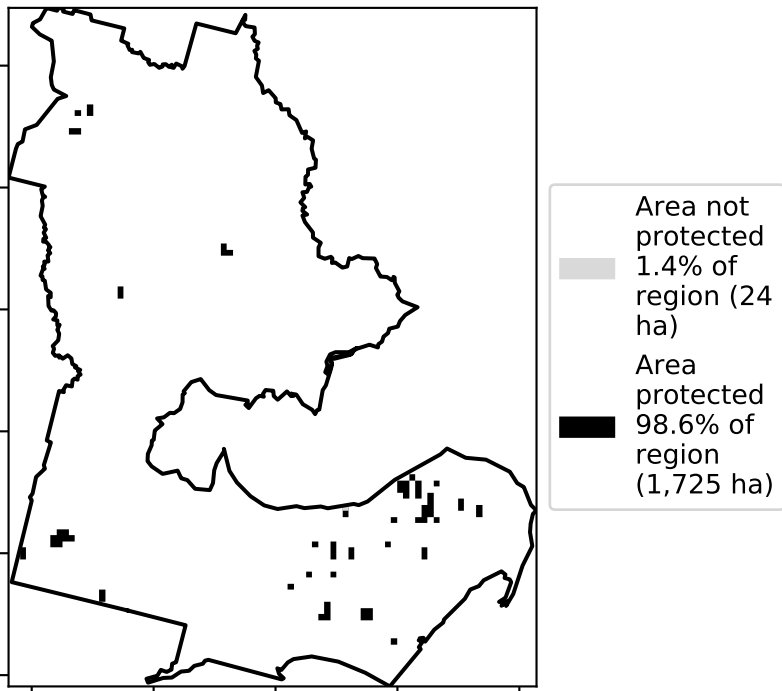 Area not
protected
1.4% of
region (24
ha)
Area
protected
98.6% of
region
(1,725 ha)